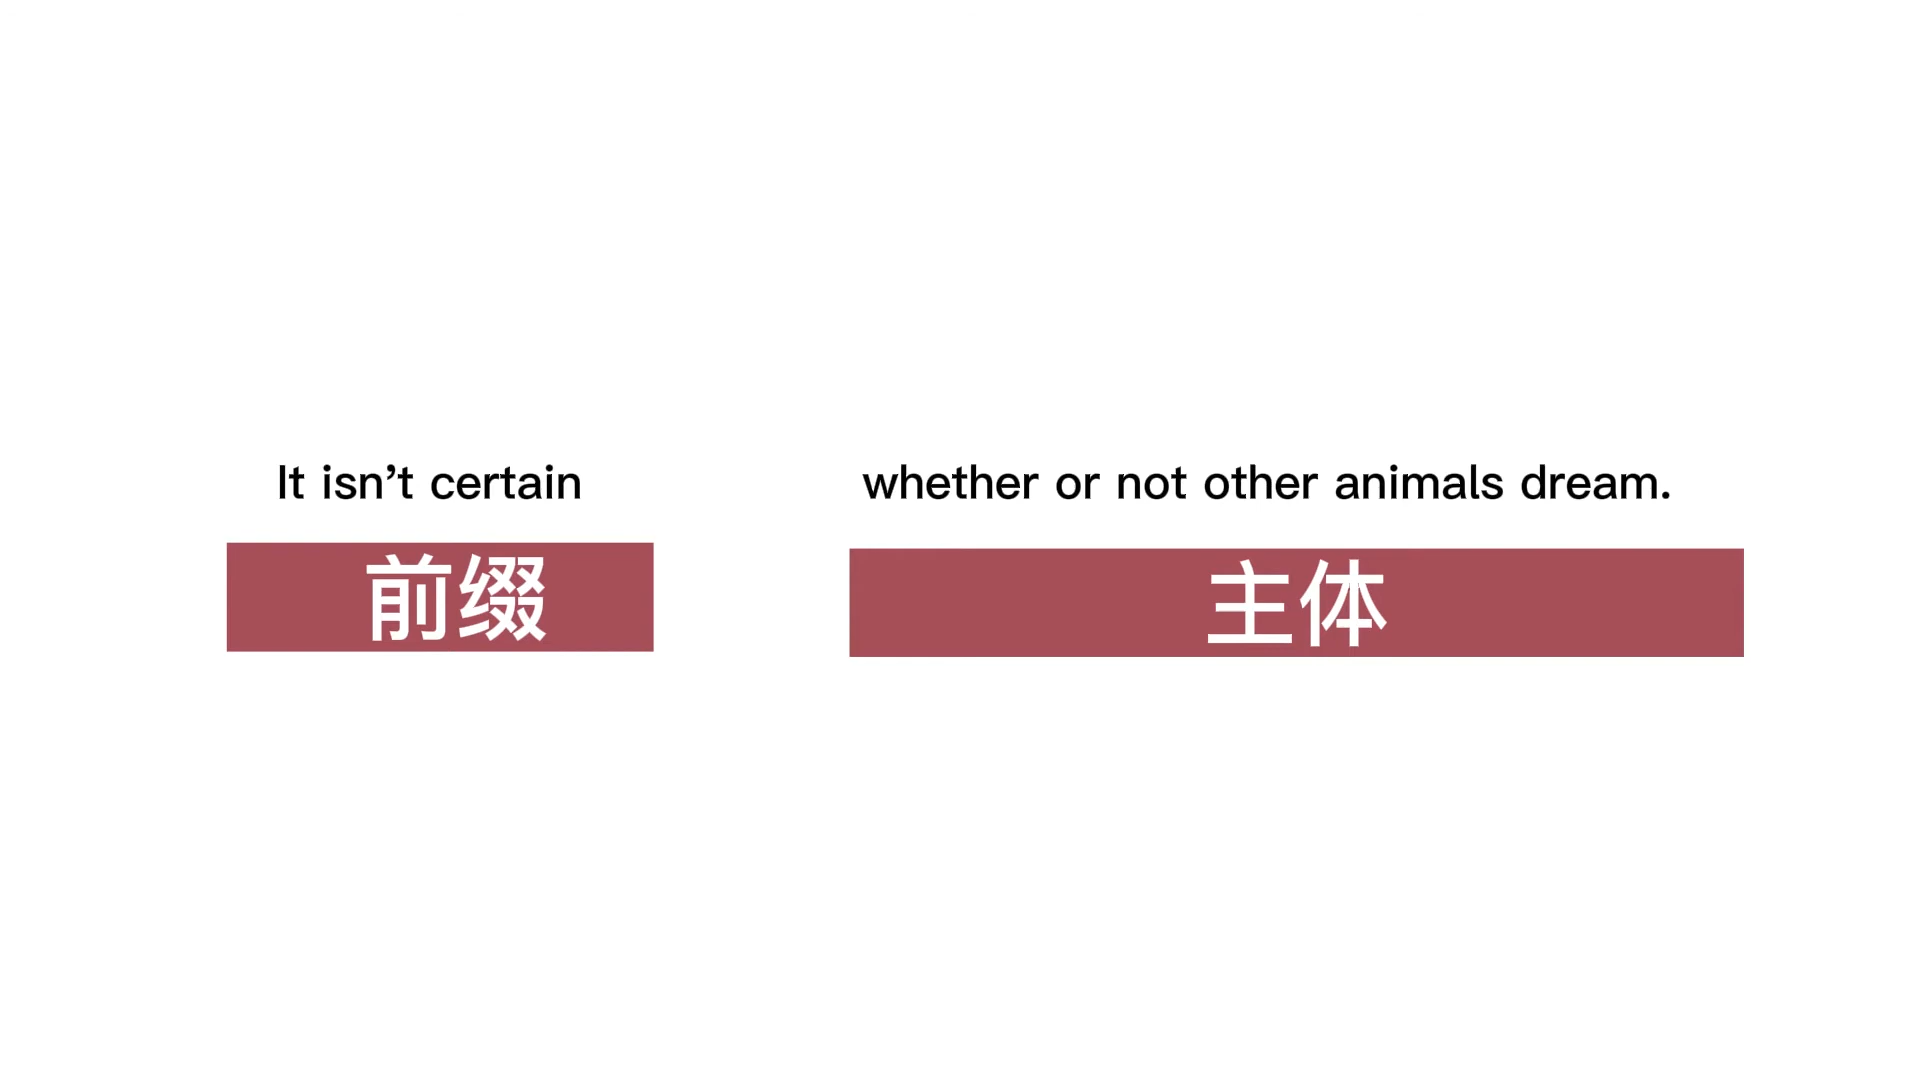 It isn’t certain
whether or not other animals dream.
前缀
主体